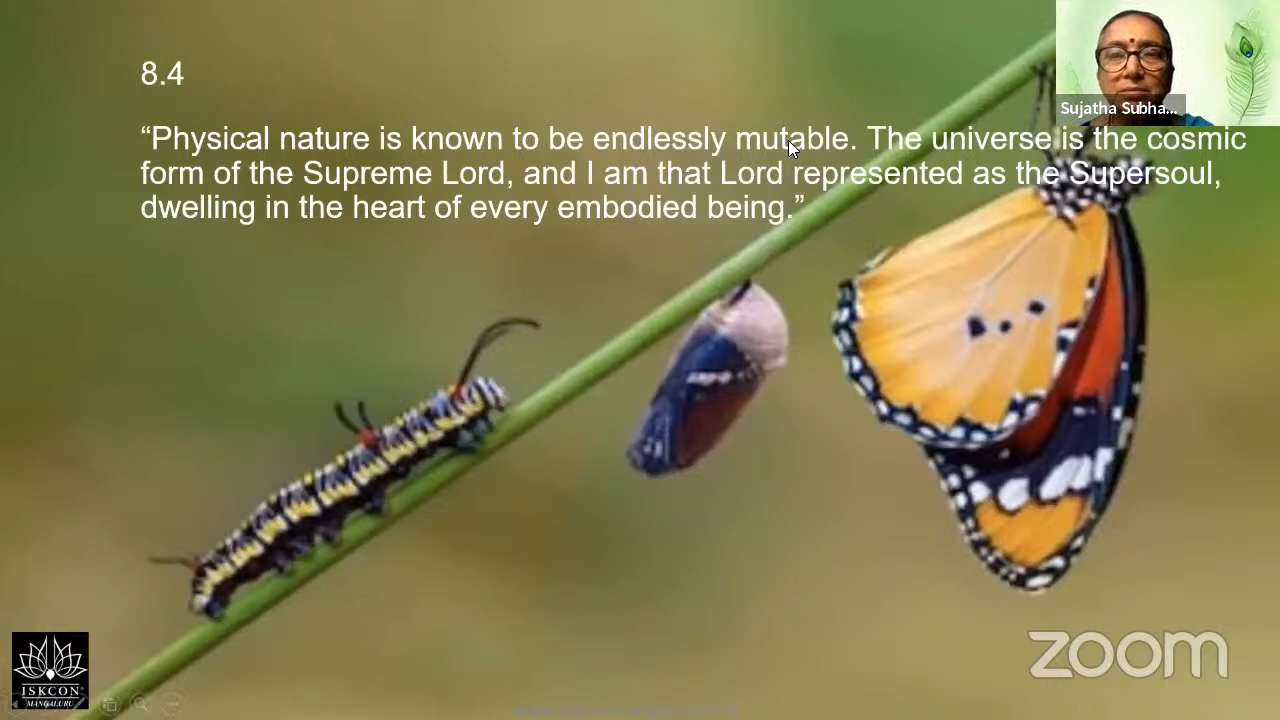 8.4
“Physical nature is known to be endlessly mutable. The universe is the cosmic
form of the Supreme Lord, and I am that Lord represented as the Supersoul,
dwelling in the heart of every embodied being.”
Sujatha Subha...
ISKCON
MANGALURU
zoom